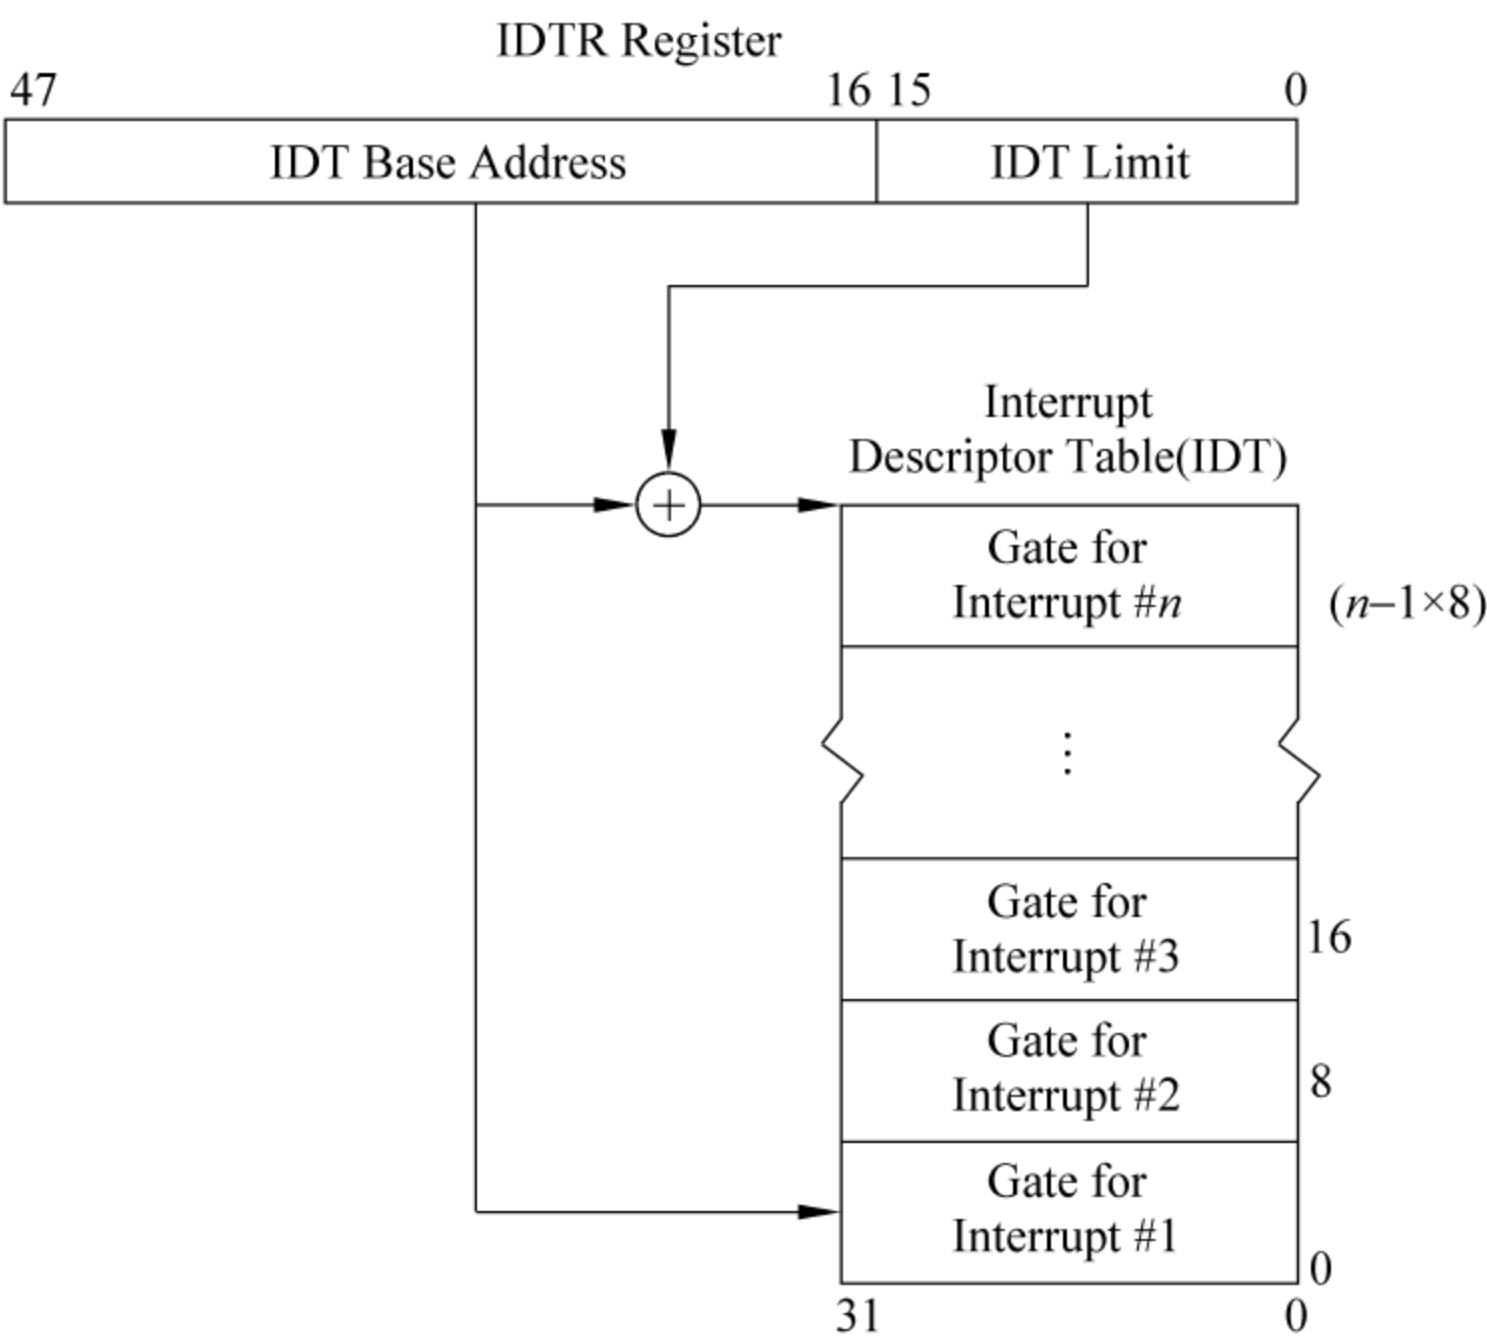 IDTR Register
47 16 15 0
IDT Base Address IDT Limit
Interrupt
Descriptor Table(IDT)
Gate for
Interrupt #n
(n–1×8)
⋮
Gate for
Interrupt #3
16
Gate for
Interrupt #2
8
Gate for
Interrupt #1
0
31 0